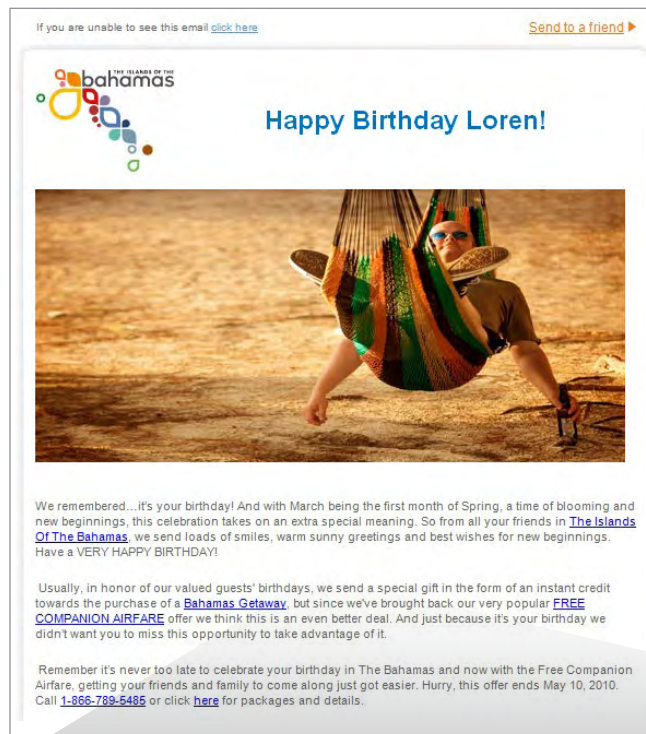 If you are unable to see this email click here
Send to a friend
THE ISLANDS OF THE
bahamas
Happy Birthday Loren!
We remembered...it's your birthday! And with March being the first month of Spring, a time of blooming and
new beginnings, this celebration takes on an extra special meaning. So from all your friends in The Islands
Of The Bahamas, we send loads of smiles, warm sunny greetings and best wishes for new beginnings.
Have a VERY HAPPY BIRTHDAY!
Usually, in honor of our valued guests' birthdays, we send a special gift in the form of an instant credit
towards the purchase of a Bahamas Getaway, but since we've brought back our very popular FREE
COMPANION AIRFARE offer we think this is an even better deal. And just because it's your birthday we
didn't want you to miss this opportunity to take advantage of it.
Remember it's never too late to celebrate your birthday in The Bahamas and now with the Free Companion
Airfare, getting your friends and family to come along just got easier. Hurry, this offer ends May 10, 2010.
Call 1-866-789-5485 or click here for packages and details.